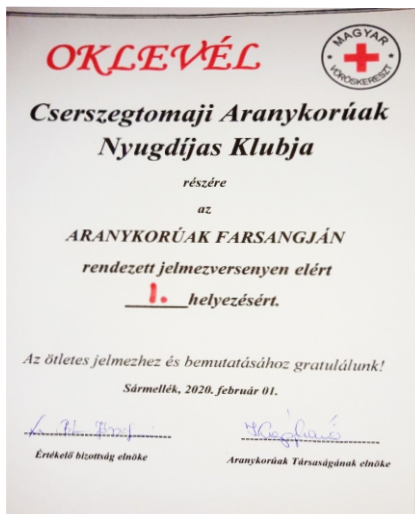 OKLEVÉL
MAGYAR
VÖRÖSKERESZT
Cserszegtomaji Aranykorúak
Nyugdíjas Klubja
részére
az
ARANYKORÚAK FARSANGJÁN
rendezett jelmezversenyen elért
1. helyezésért.
Az ötletes jelmezhez és bemutatásához gratulálunk!
Sármellék, 2020. február 01.
Értékelő bizottság elnöke
Aranykorúak Társaságának elnöke